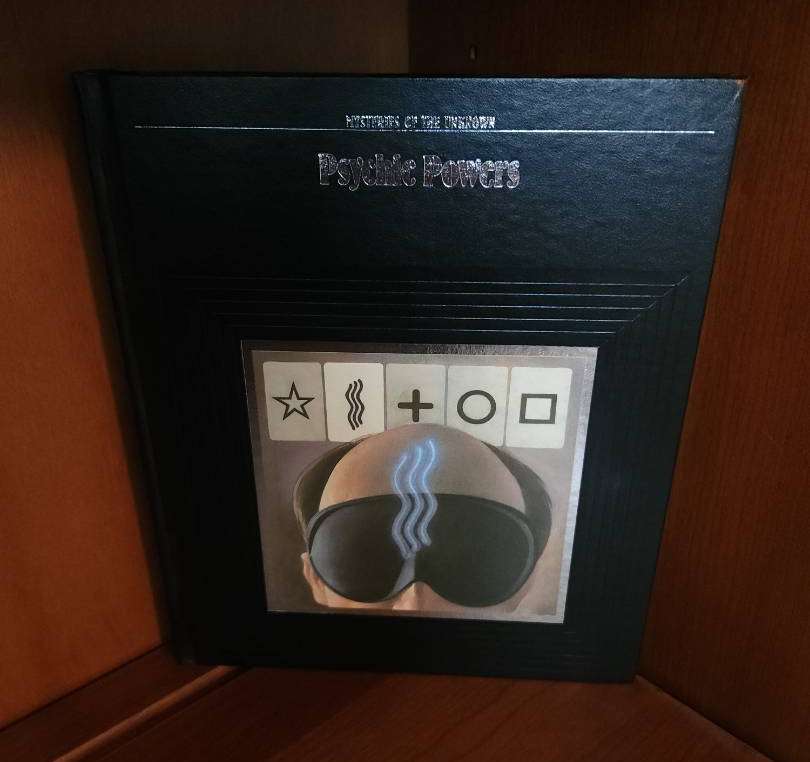 MYSTERIES OF THE UNKNOWN
Psychic Powers